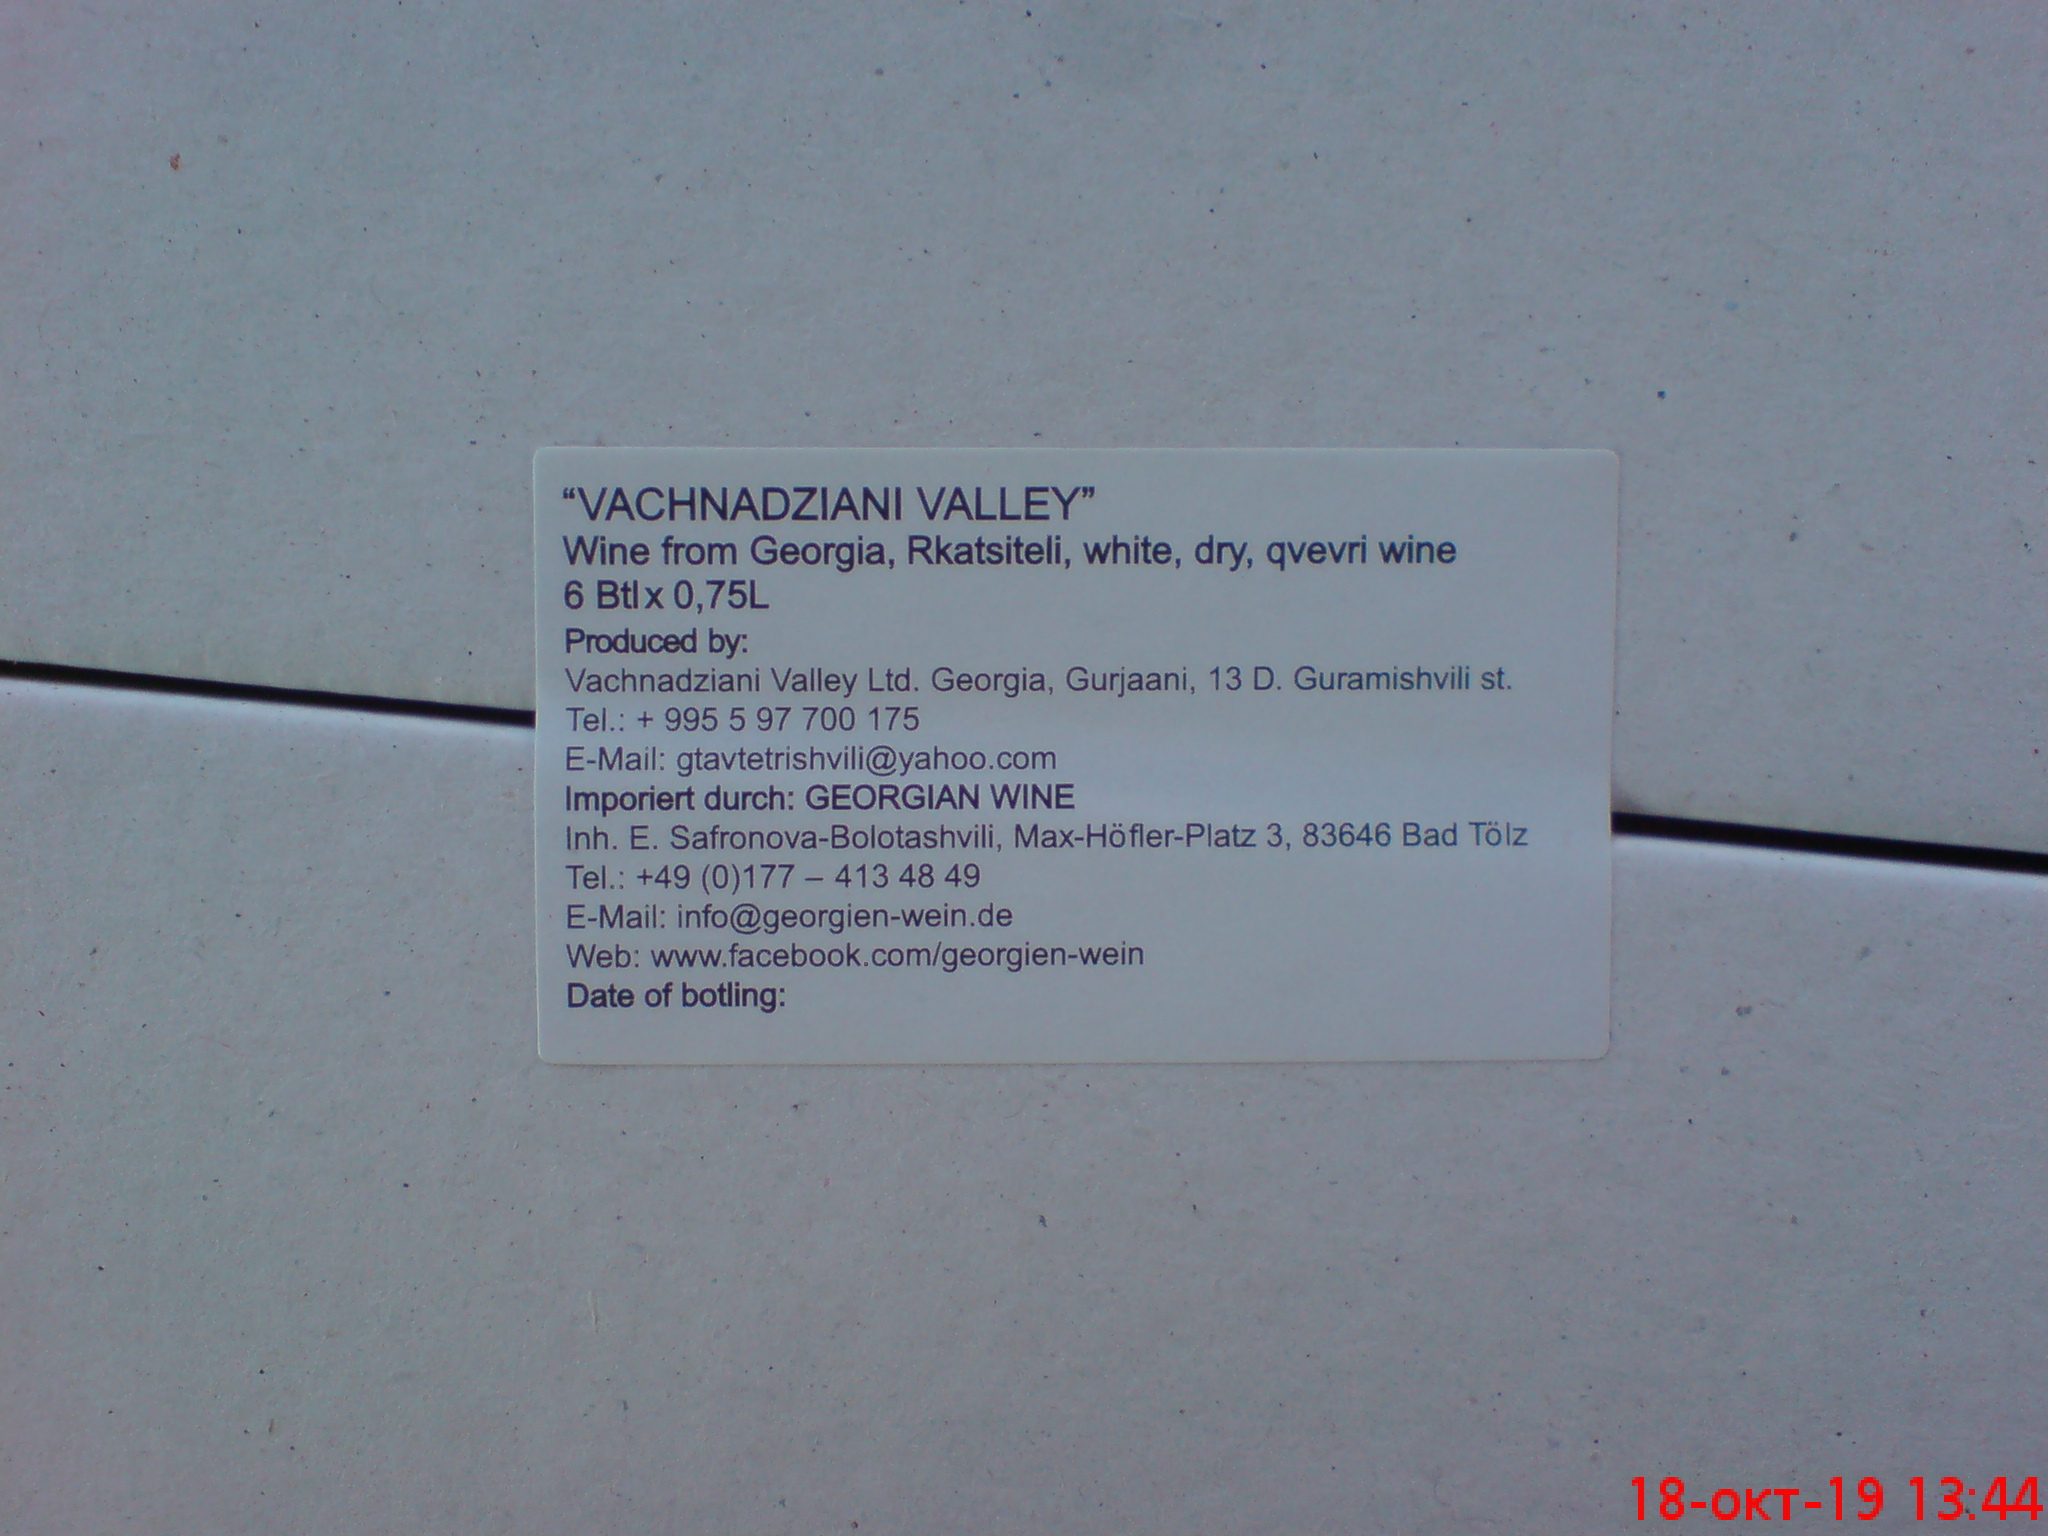 “VACHNADZIANI VALLEY”
Wine from Georgia, Rkatsiteli, white, dry, qvevri wine
6 Btl x 0,75L
Produced by:
Vachnadziani Valley Ltd. Georgia, Gurjaani, 13 D. Guramishvili st.
Tel.: + 995 5 97 700 175
E-Mail: gtavtetrishvili@yahoo.com
Imporiert durch: GEORGIAN WINE
Inh. E. Safronova-Bolotashvili, Max-Höfler-Platz 3, 83646 Bad Tölz
Tel.: +49 (0)177 – 413 48 49
E-Mail: info@georgien-wein.de
Web: www.facebook.com/georgien-wein
Date of botling:
18-окт-19 13:44